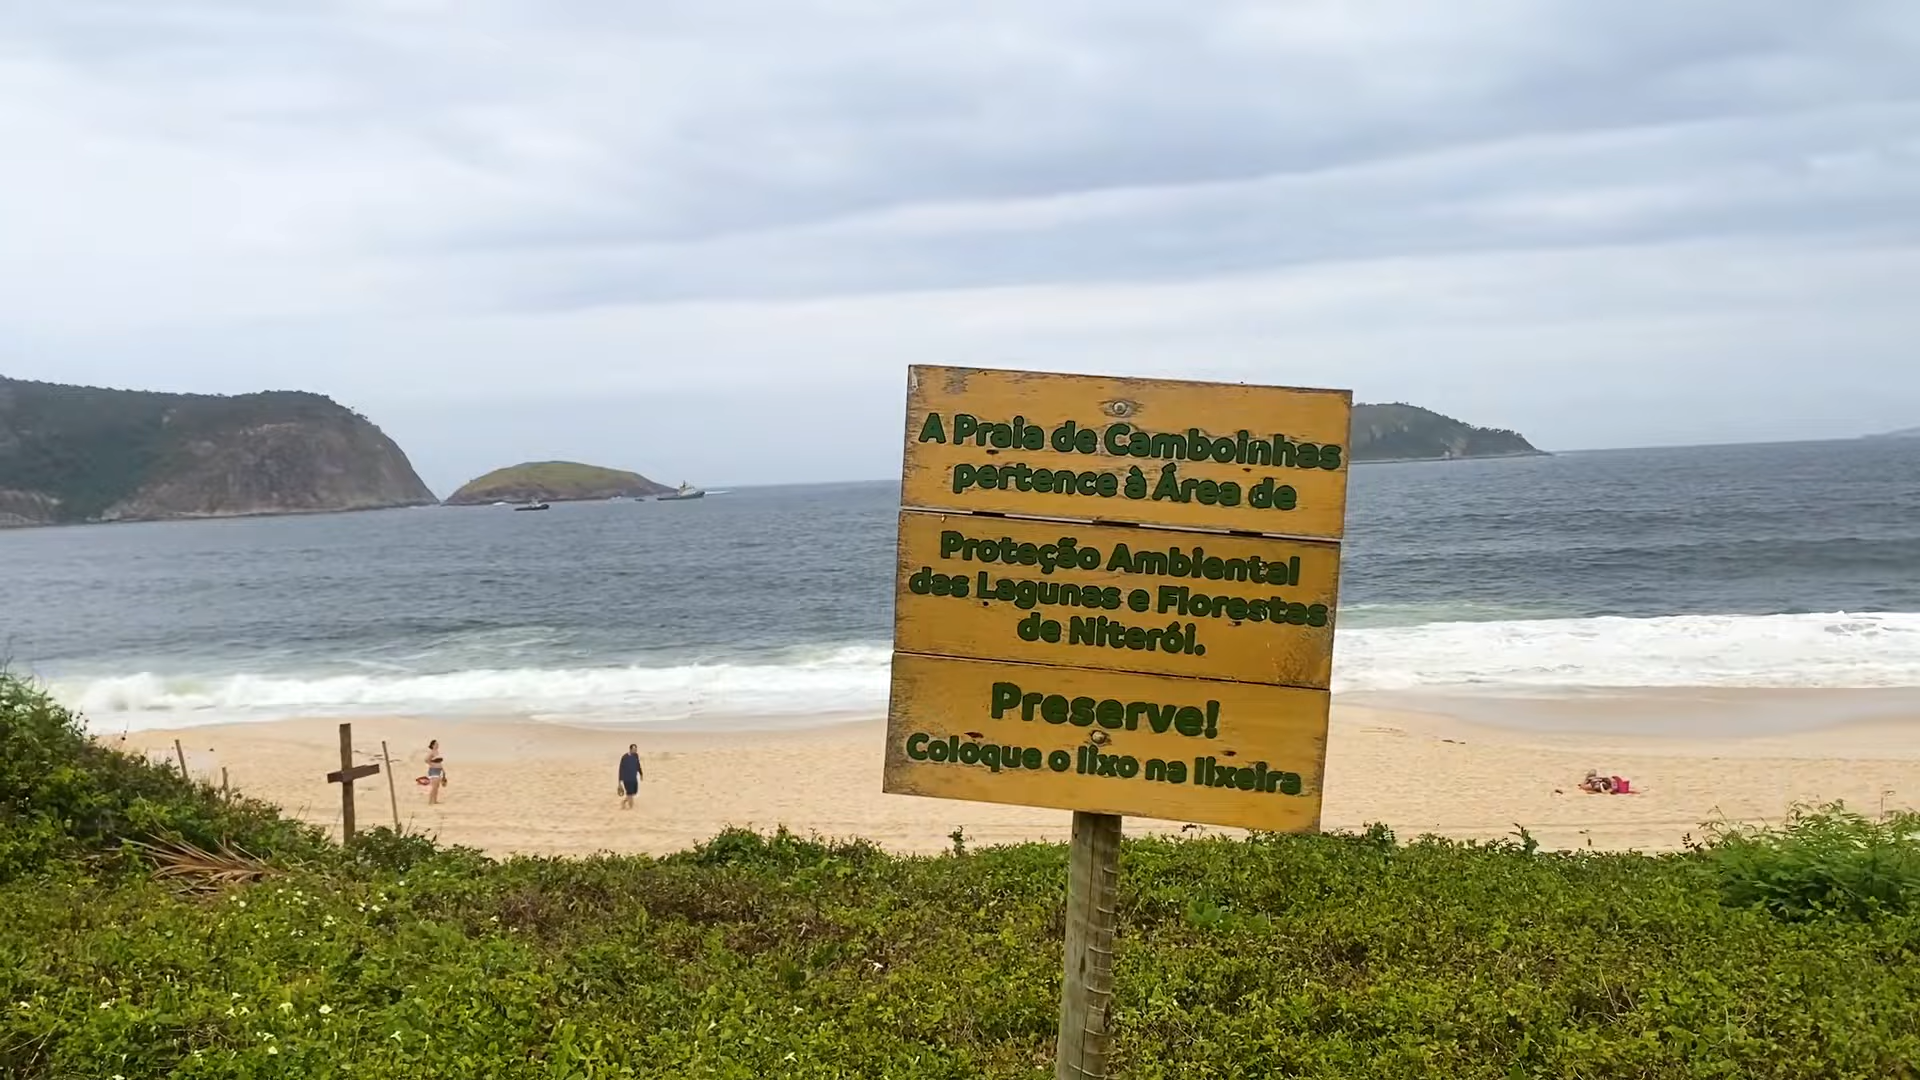 A Praia de Camboinhas
pertence à Área de
Proteção Ambiental
das Lagunas e Florestas
de Niterói.
Preserve!
Coloque o lixo na lixeira